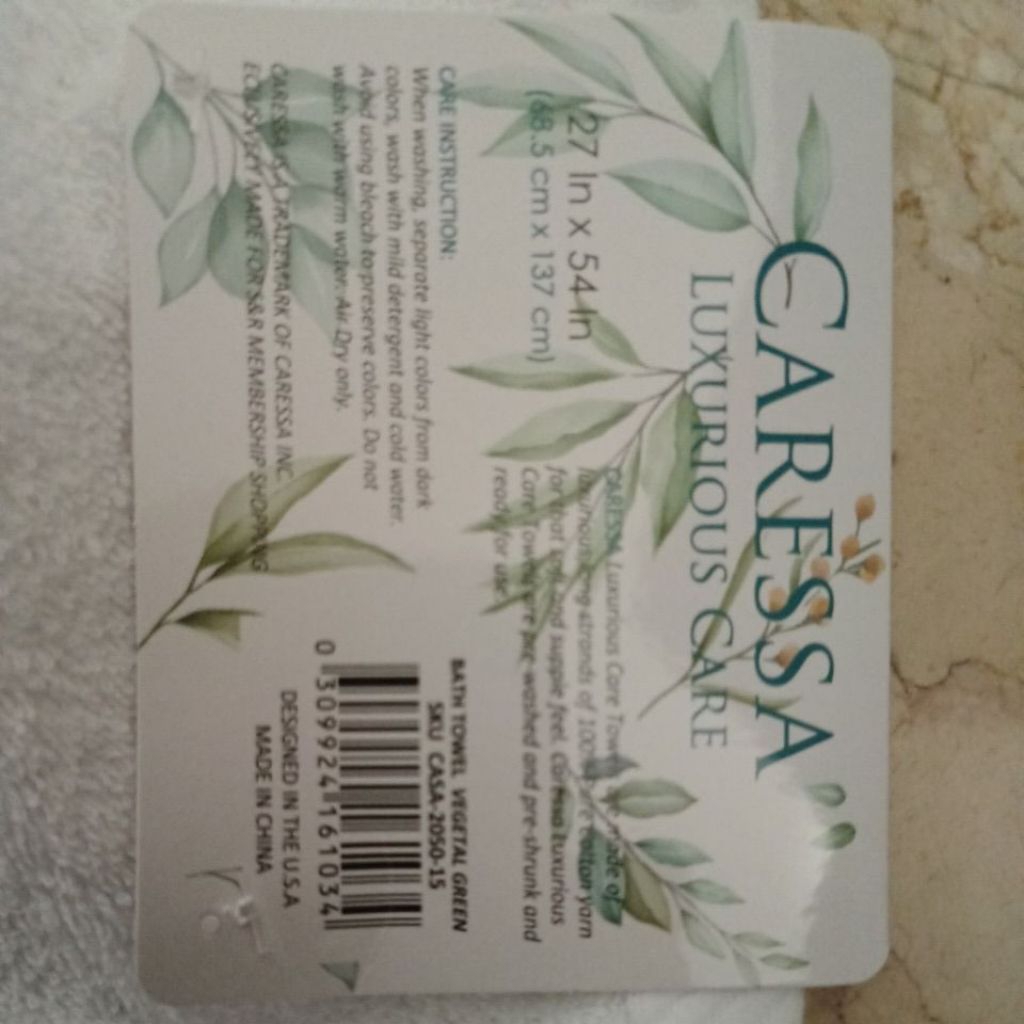 CARESSA
LUXURIOUS CARE
27 In x 54 In
(68.5 cm x 137 cm)
CARESSA Luxurious Care Towels made of
luxurious long-strands of 100% pure cotton yarn
for that soft and supple feel. Caressa Luxurious
Care Towels are pre-washed and pre-shrunk and
ready for use.
CARE INSTRUCTION:
When washing, separate light colors from dark
colors, wash with mild detergent and cold water.
Avoid using bleach to preserve colors. Do not
wash with warm water. Air Dry only.
CARESSA IS A TRADEMARK OF CARESSA INC.
MADE FOR S&R MEMBERSHIP SHOPPING
BATH TOWEL VEGETAL GREEN
SKU CASA-2050-15
0 30992416103 4
DESIGNED IN THE U.S.A
MADE IN CHINA